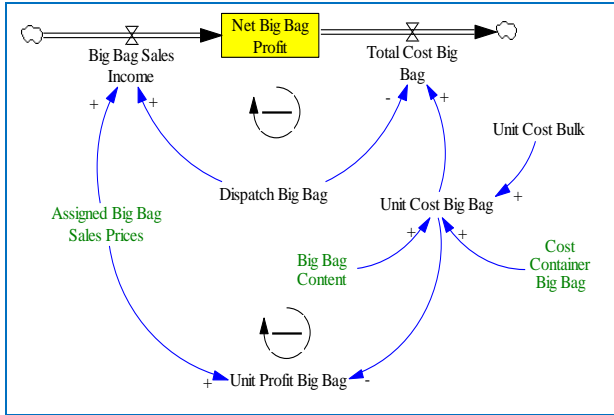 Net Big Bag
Profit
Big Bag Sales
Income
Total Cost Big
Bag
+
+
-
+
Unit Cost Bulk
Dispatch Big Bag
Unit Cost Big Bag
+
Assigned Big Bag
Sales Prices
+
+
Big Bag
Content
Cost
Container
Big Bag
+
Unit Profit Big Bag
-